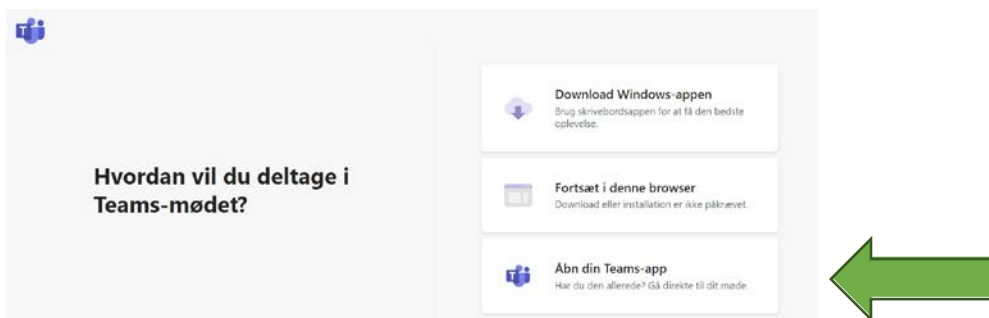 Hvordan vil du deltage i
Teams-mødet?
Download Windows-appen
Brug skrivebordsappen for at få den bedste
oplevelse.
Fortsæt i denne browser
Download eller installation er ikke påkrævet.
Åbn din Teams-app
Har du den allerede? Gå direkte til dit møde.